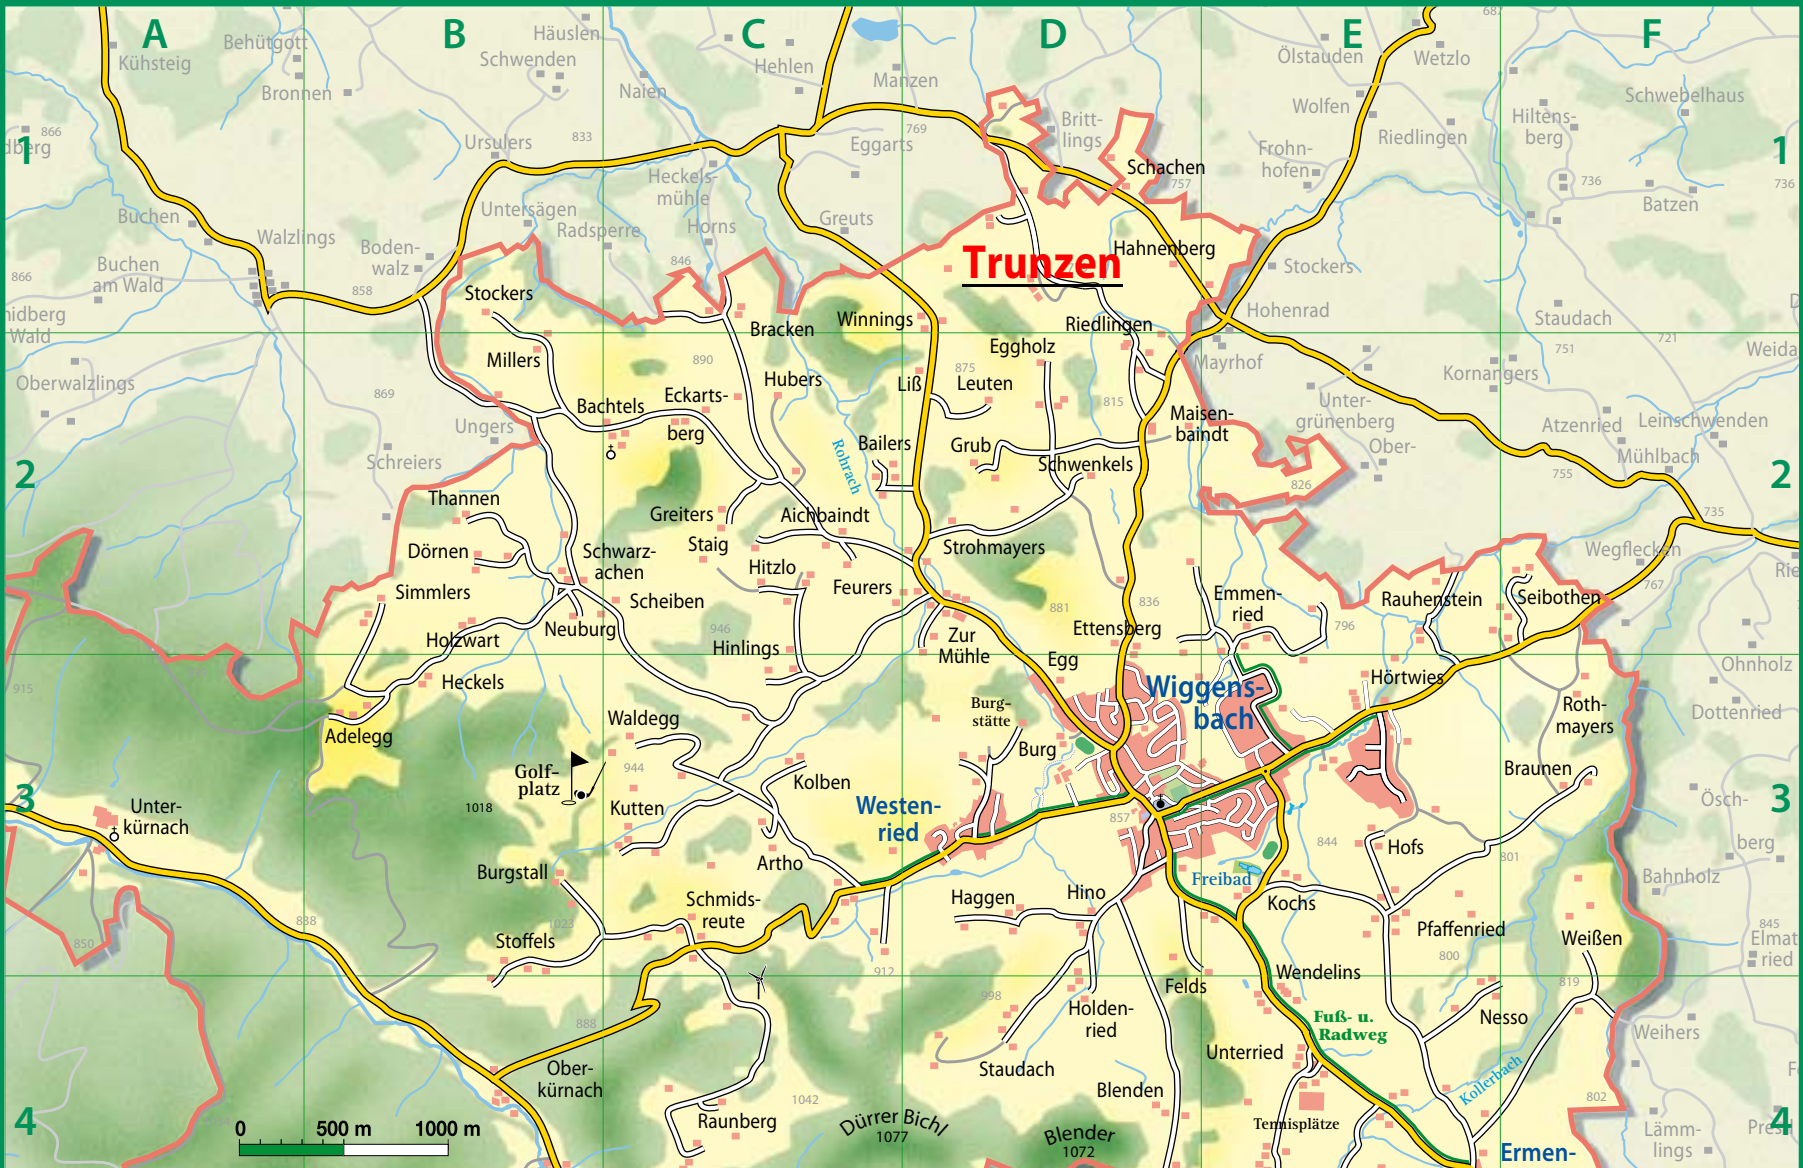 A
B
C
D
E
F
Kühsteig
Behütgott
Bronnen
Häuslen
Schwenden
Naien
Hehlen
Manzen
Ölstauden
Wetzlo
687
Schwebelhaus
1
866
dberg
Ursulers
833
769
Eggarts
Britt-
lings
Schachen
757
Wolfen
Riedlingen
Hiltens-
berg
Frohn-
hofen
736
Batzen
736
1
Buchen
Walzlings
Boden-
walz
Untersägen
Radsperre
Heckels-
mühle
Horns
Greuts
846
Buchen
am Wald
866
858
Trunzen
Hahnenberg
Stockers
Hohenrad
Staudach
nidberg
Wald
Stockers
Bracken
Winnings
Riedlingen
Eggholz
Mayrhof
751
721
Weida
Kornangers
Millers
890
Hubers
Liß
875
Leuten
815
Oberwalzlings
869
Ungers
Schreiers
Bachtels
Eckarts-
berg
Rohrach
Bailers
Grub
Schwenkels
Maisen-
baindt
Unter-
grünenberg
Ober-
826
Atzenried
Leinschwenden
Mühlbach
755
735
2
2
Thannen
Greiters
Aichbaindt
Staig
Strohmayers
Dörnen
Schwarz-
achen
Hitzlo
Feurers
Wegflecken
767
Rie
Simmlers
Scheiben
946
881
836
Emmen-
ried
796
Rauhenstein
Seibothen
Holzwart
Neuburg
Hinlings
Zur
Mühle
Ettensberg
Egg
915
Heckels
Waldegg
Burg-
stätte
Wiggens-
bach
Hörtwies
Roth-
mayers
Ohnholz
Dottenried
Adelegg
Golf-
platz
944
Burg
Kolben
Braunen
3
1018
Kutten
Westen-
ried
857
Ösch-
berg
3
Unter-
kürnach
Artho
844
Hofs
801
Bahnholz
Burgstall
Freibad
Schmids-
reute
Haggen
Hino
Kochs
Pfaffenried
838
850
1023
Stoffels
912
Weißen
845
Elmat
ried
800
Wendelins
Felds
819
998
Holden-
ried
Fuß- u.
Radweg
Nesso
Weihers
888
Staudach
Unterried
Kollerbach
Ober-
kürnach
Blenden
802
1042
Raunberg
Dürrer Bichl
1077
Blender
1072
Tennisplätze
4
0
500 m
1000 m
Lämm-
lings
4
Ermen-